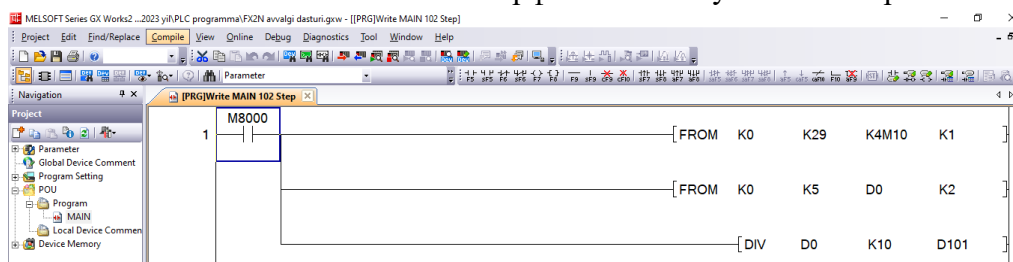 MELSOFT Series GX Works2 ...2023 yil\PLC programma\FX2N avvalgi dasturi.gxw - [[PRG]Write MAIN 102 Step]
Project Edit Find/Replace Compile View Online Debug Diagnostics Tool Window Help
Parameter
Navigation
[PRG]Write MAIN 102 Step
Project
Parameter
Global Device Comment
Program Setting
POU
Program
MAIN
Local Device Commen
Device Memory
M8000
1 FROM K0 K29 K4M10 K1
FROM K0 K5 D0 K2
DIV D0 K10 D101